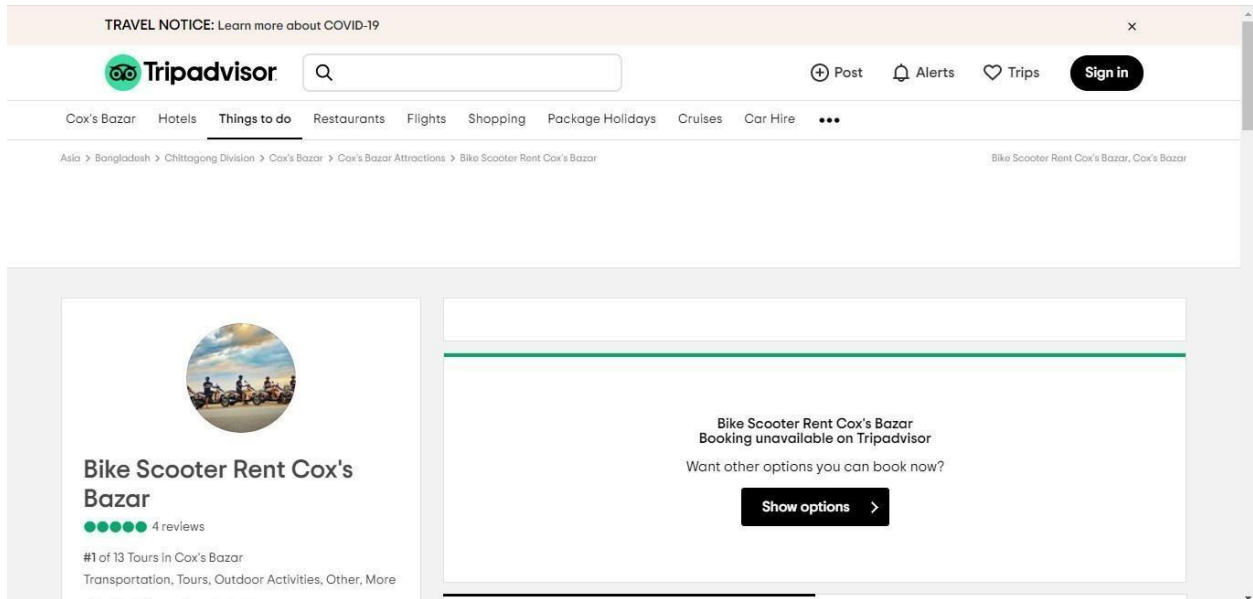 TRAVEL NOTICE: Learn more about COVID-19 ×
Tripadvisor Post Alerts Trips Sign in
Cox's Bazar Hotels Things to do Restaurants Flights Shopping Package Holidays Cruises Car Hire •••
Asia > Bangladesh > Chittagong Division > Cox's Bazar > Cox's Bazar Attractions > Bike Scooter Rent Cox's Bazar Bike Scooter Rent Cox's Bazar, Cox's Bazar
Bike Scooter Rent Cox's
Bazar
4 reviews
#1 of 13 Tours in Cox's Bazar
Transportation, Tours, Outdoor Activities, Other, More
Bike Scooter Rent Cox's Bazar
Booking unavailable on Tripadvisor
Want other options you can book now?
Show options >